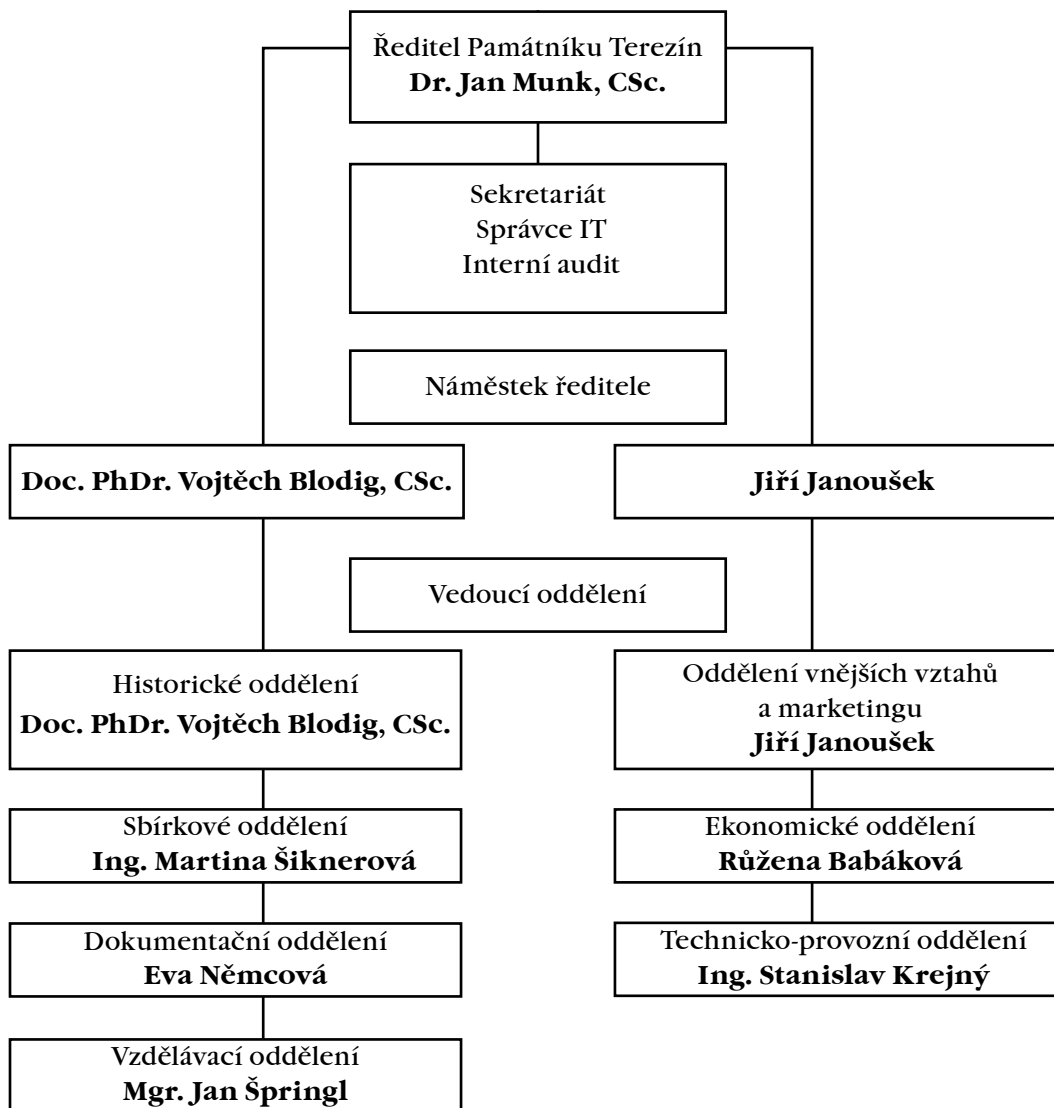 Ředitel Památníku Terezín
Dr. Jan Munk, CSc.
Sekretariát
Správce IT
Interní audit
Náměstek ředitele
Doc. PhDr. Vojtěch Blodig, CSc.
Jiří Janoušek
Vedoucí oddělení
Historické oddělení
Doc. PhDr. Vojtěch Blodig, CSc.
Oddělení vnějších vztahů
a marketingu
Jiří Janoušek
Sbírkové oddělení
Ing. Martina Šiknerová
Ekonomické oddělení
Růžena Babáková
Dokumentační oddělení
Eva Němcová
Technicko-provozní oddělení
Ing. Stanislav Krejný
Vzdělávací oddělení
Mgr. Jan Špringl